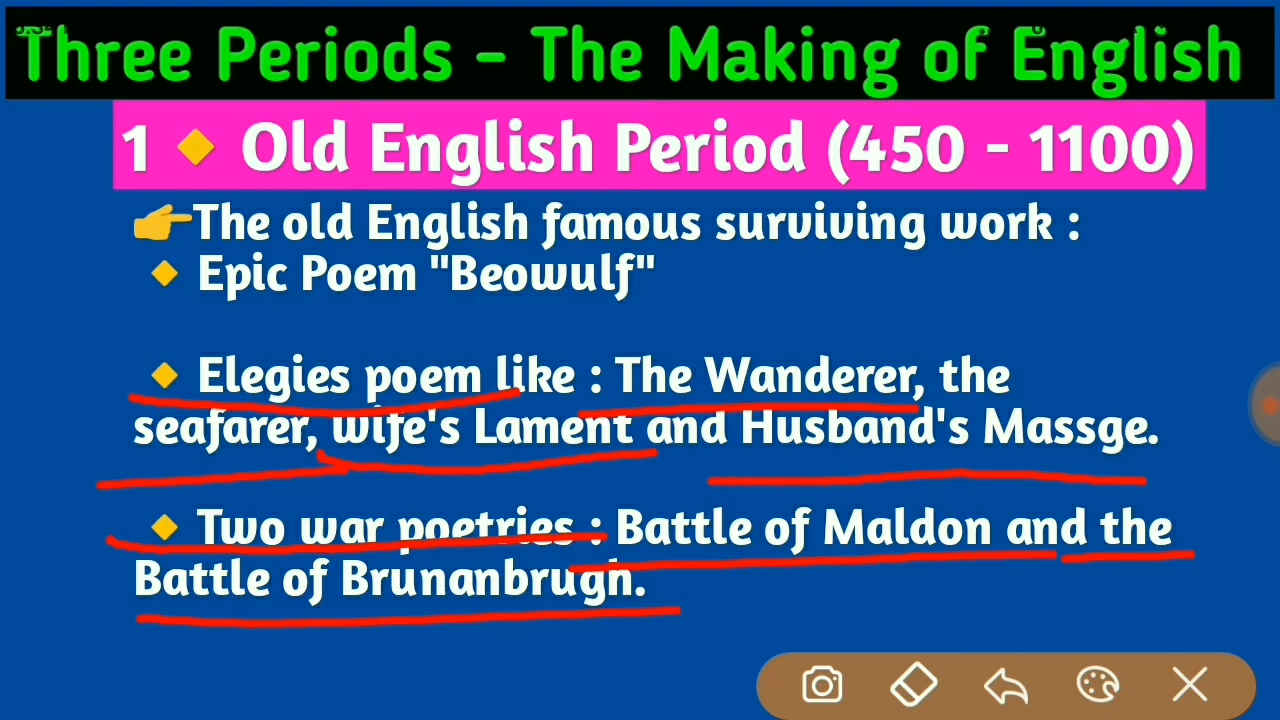 Three Periods - The Making of English
1 🔸 Old English Period (450 - 1100)
👉The old English famous surviving work :
🔸 Epic Poem "Beowulf"
🔸 Elegies poem like : The Wanderer, the
seafarer, wife's Lament and Husband's Massge.
🔸 Two war poetries : Battle of Maldon and the
Battle of Brunanbrugh.